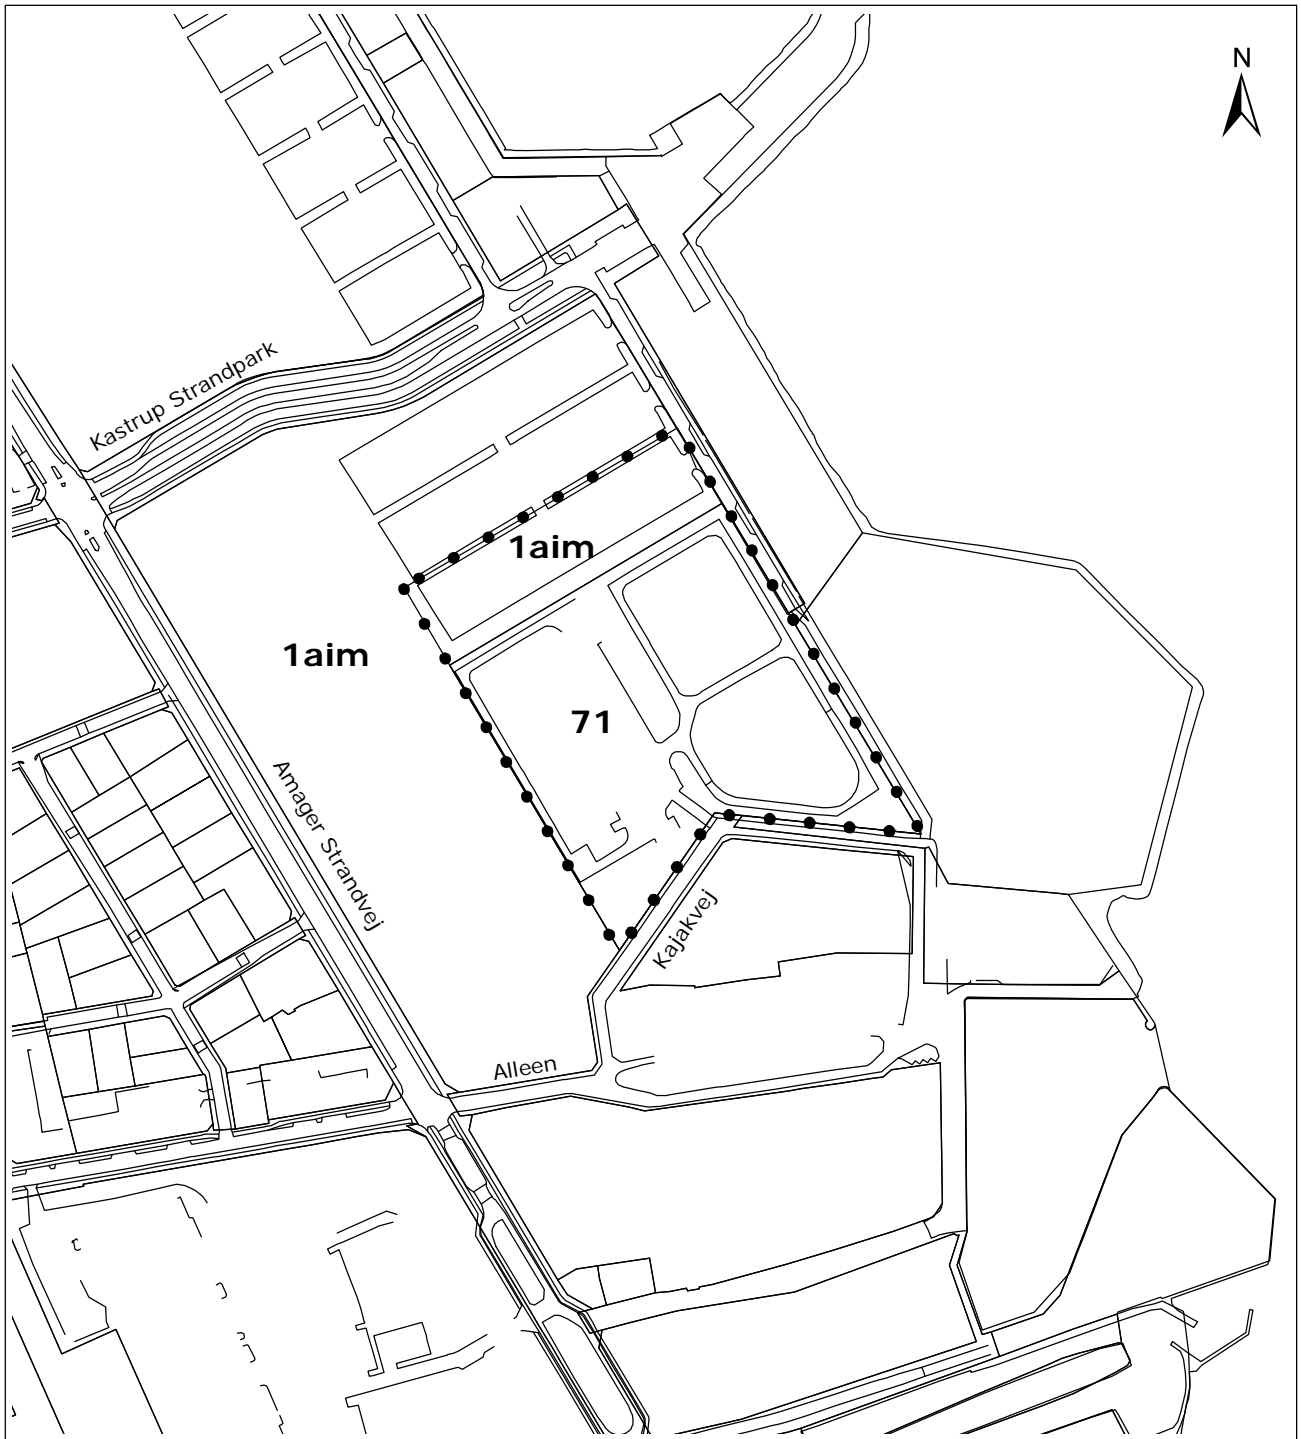 N
Kastrup Strandpark
1aim
1aim
71
Amager Strandvej
Kajakvej
Alleen